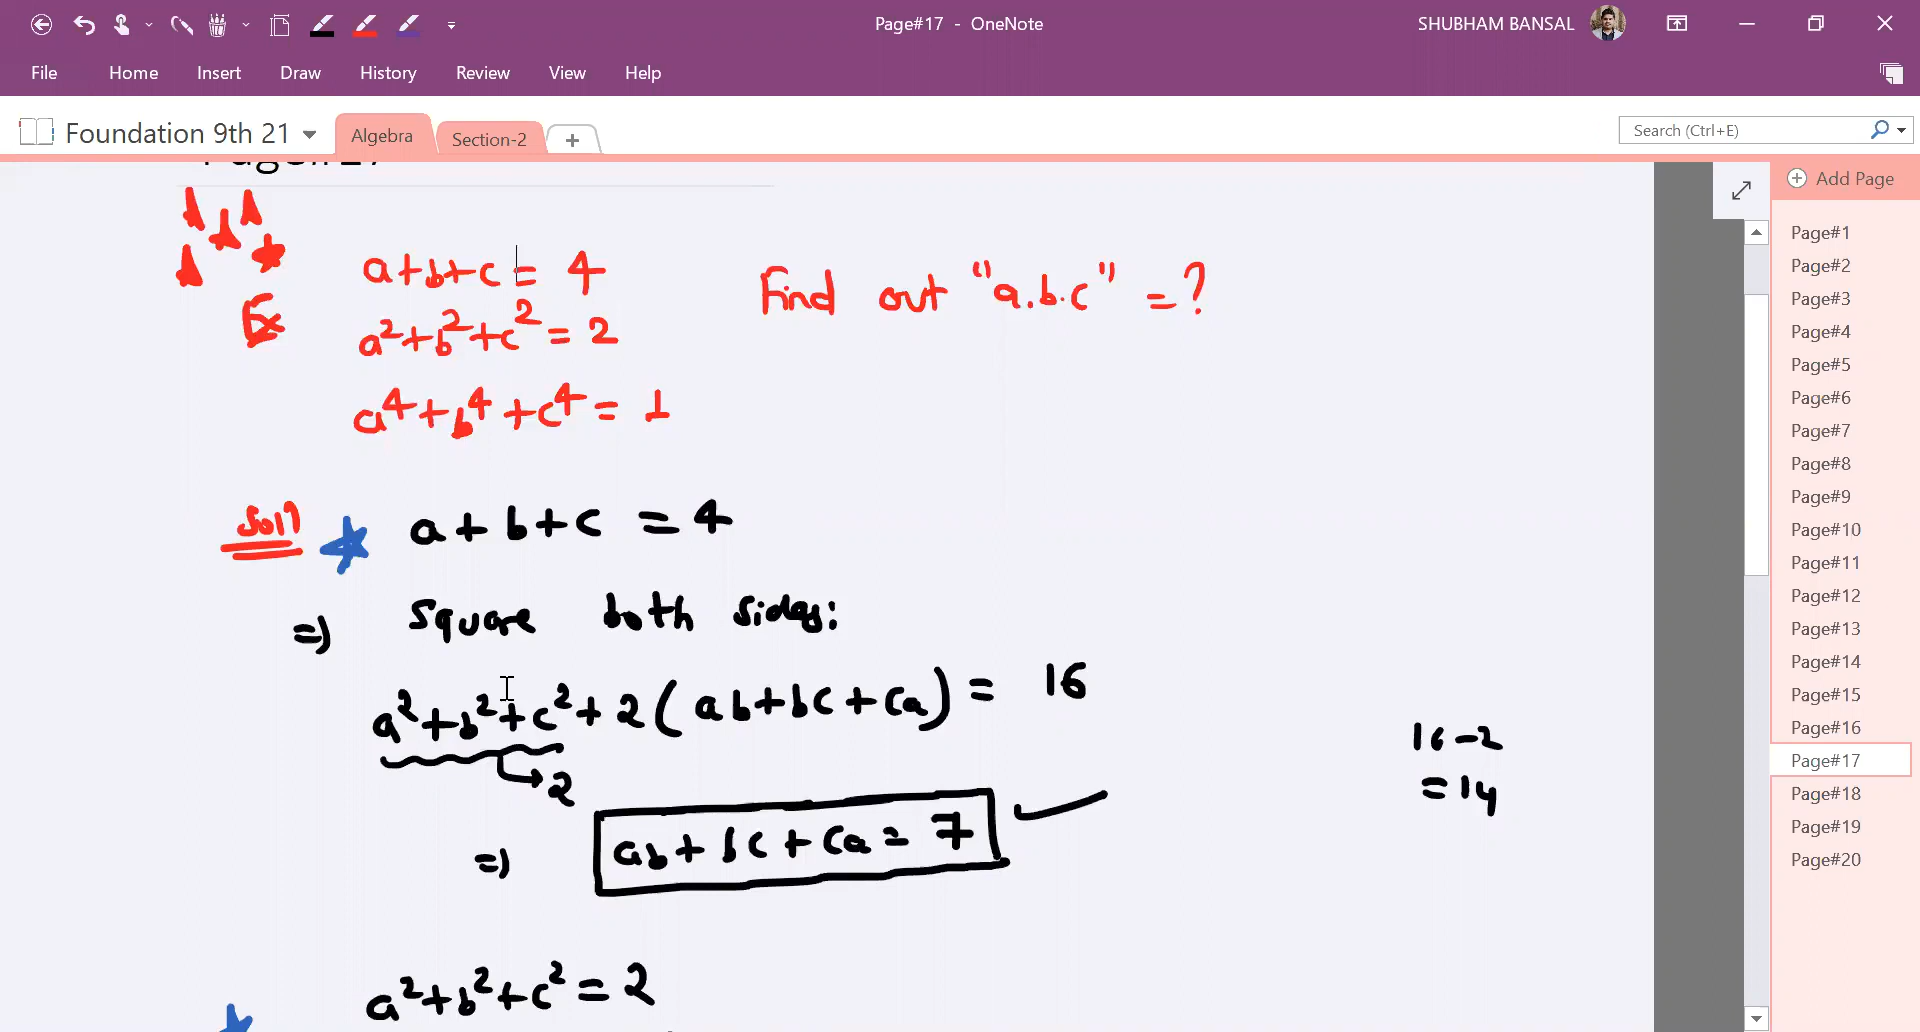 Page#17 - OneNote
SHUBHAM BANSAL
File Home Insert Draw History Review View Help
Foundation 9th 21
Algebra
Section-2
Search (Ctrl+E)
Add Page
Page#1
Page#2
Page#3
Page#4
Page#5
Page#6
Page#7
Page#8
Page#9
Page#10
Page#11
Page#12
Page#13
Page#14
Page#15
Page#16
Page#17
Page#18
Page#19
Page#20
Ex
a+b+c = 4
a²+b²+c² = 2
a⁴+b⁴+c⁴ = 1
Find out "a.b.c" = ?
Solⁿ
a+b+c = 4
=> Square both sides:
a²+b²+c²+2(ab+bc+ca) = 16
2
16-2
= 14
=> ab+bc+ca = 7
a²+b²+c² = 2